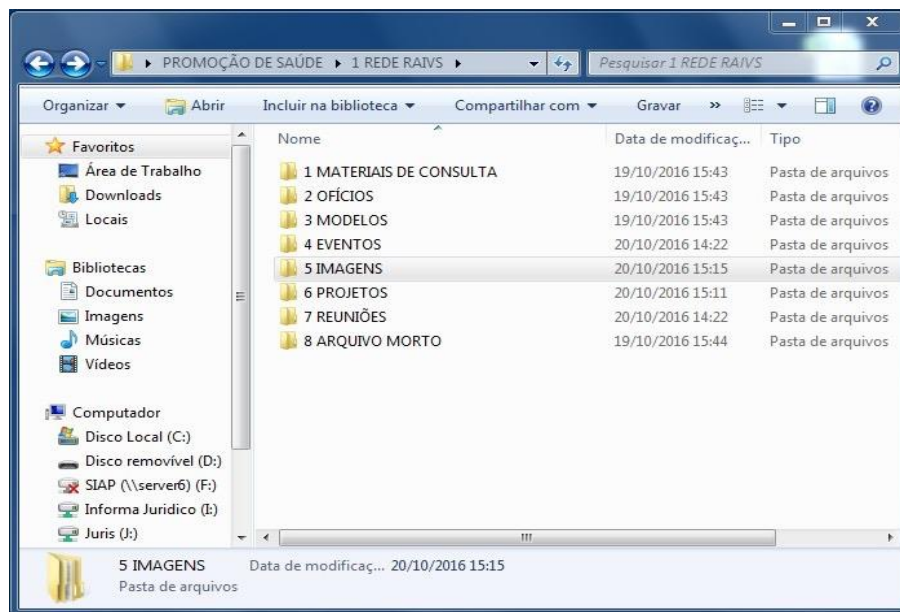 PROMOÇÃO DE SAÚDE 1 REDE RAIVS
Pesquisar 1 REDE RAIVS
Organizar Abrir Incluir na biblioteca Compartilhar com Gravar »
Favoritos
Área de Trabalho
Downloads
Locais
Bibliotecas
Documentos
Imagens
Músicas
Vídeos
Computador
Disco Local (C:)
Disco removível (D:)
SIAP (\\server6) (F:)
Informa Juridico (I:)
Juris (J:)
Nome Data de modificaç... Tipo
1 MATERIAIS DE CONSULTA 19/10/2016 15:43 Pasta de arquivos
2 OFÍCIOS 19/10/2016 15:43 Pasta de arquivos
3 MODELOS 19/10/2016 15:43 Pasta de arquivos
4 EVENTOS 20/10/2016 14:22 Pasta de arquivos
5 IMAGENS 20/10/2016 15:15 Pasta de arquivos
6 PROJETOS 20/10/2016 15:11 Pasta de arquivos
7 REUNIÕES 20/10/2016 14:22 Pasta de arquivos
8 ARQUIVO MORTO 19/10/2016 15:44 Pasta de arquivos
5 IMAGENS Data de modificaç... 20/10/2016 15:15
Pasta de arquivos